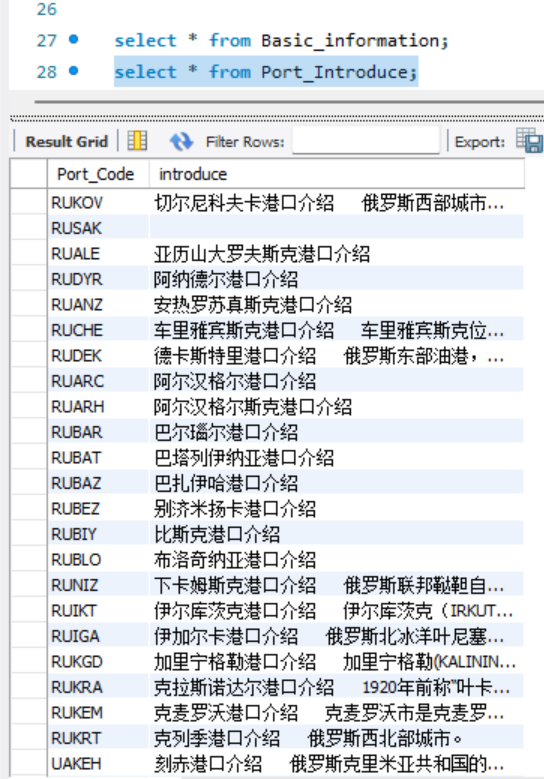 26
27 select * from Basic_information;
28 select * from Port_Introduce;
Result Grid Filter Rows: Export:
Port_Code introduce
RUKOV 切尔尼科夫卡港口介绍 俄罗斯西部城市...
RUSAK
RUALE 亚历山大罗夫斯克港口介绍
RUDYR 阿纳德尔港口介绍
RUANZ 安热罗苏真斯克港口介绍
RUCHE 车里雅宾斯克港口介绍 车里雅宾斯克位...
RUDEK 德卡斯特里港口介绍 俄罗斯东部油港，...
RUARC 阿尔汉格尔港口介绍
RUARH 阿尔汉格尔斯克港口介绍
RUBAR 巴尔瑙尔港口介绍
RUBAT 巴塔列伊纳亚港口介绍
RUBAZ 巴扎伊哈港口介绍
RUBEZ 别济米扬卡港口介绍
RUBIY 比斯克港口介绍
RUBLO 布洛奇纳亚港口介绍
RUNIZ 下卡姆斯克港口介绍 俄罗斯联邦鞑靼自...
RUIKT 伊尔库茨克港口介绍 伊尔库茨克（IRKUT...
RUIGA 伊加尔卡港口介绍 俄罗斯北冰洋叶尼塞...
RUKGD 加里宁格勒港口介绍 加里宁格勒(KALININ...
RUKRA 克拉斯诺达尔港口介绍 1920年前称"叶卡...
RUKEM 克麦罗沃港口介绍 克麦罗沃市是克麦罗...
RUKRT 克列季港口介绍 俄罗斯西北部城市。
UAKEH 刻赤港口介绍 俄罗斯克里米亚共和国的...